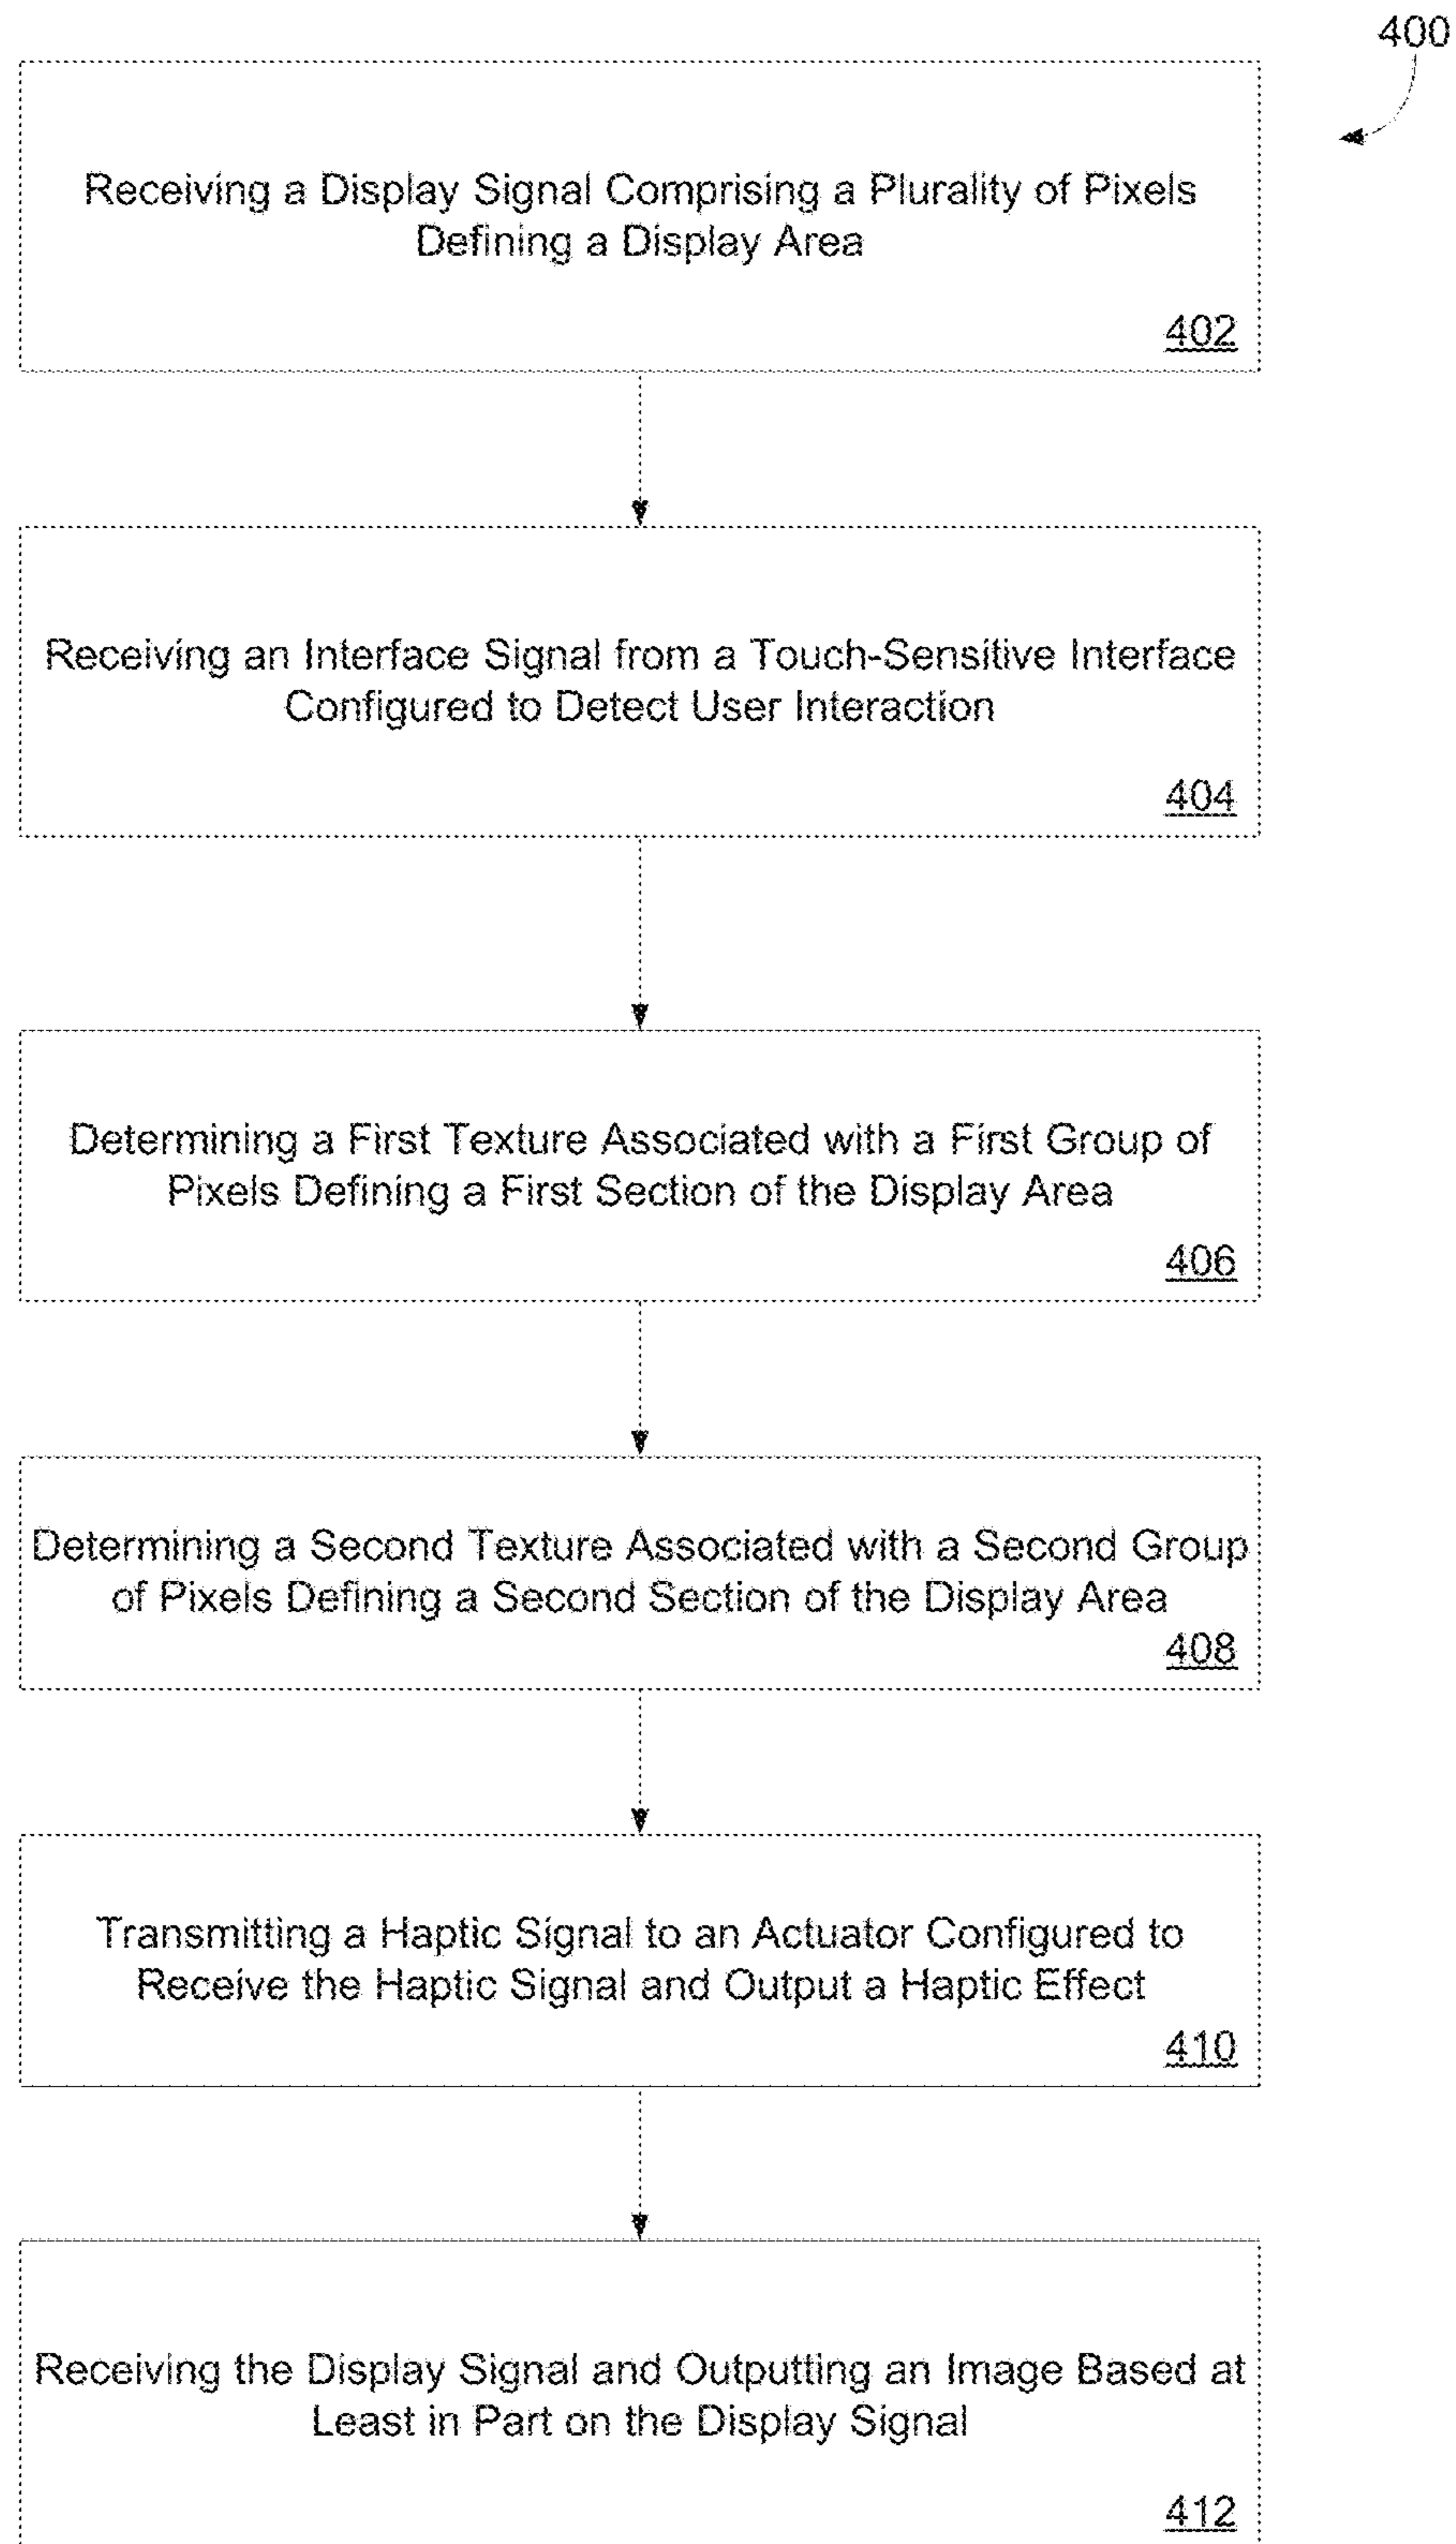 400
Receiving a Display Signal Comprising a Plurality of Pixels
Defining a Display Area
402
Receiving an Interface Signal from a Touch-Sensitive Interface
Configured to Detect User Interaction
404
Determining a First Texture Associated with a First Group of
Pixels Defining a First Section of the Display Area
406
Determining a Second Texture Associated with a Second Group
of Pixels Defining a Second Section of the Display Area
408
Transmitting a Haptic Signal to an Actuator Configured to
Receive the Haptic Signal and Output a Haptic Effect
410
Receiving the Display Signal and Outputting an Image Based at
Least in Part on the Display Signal
412